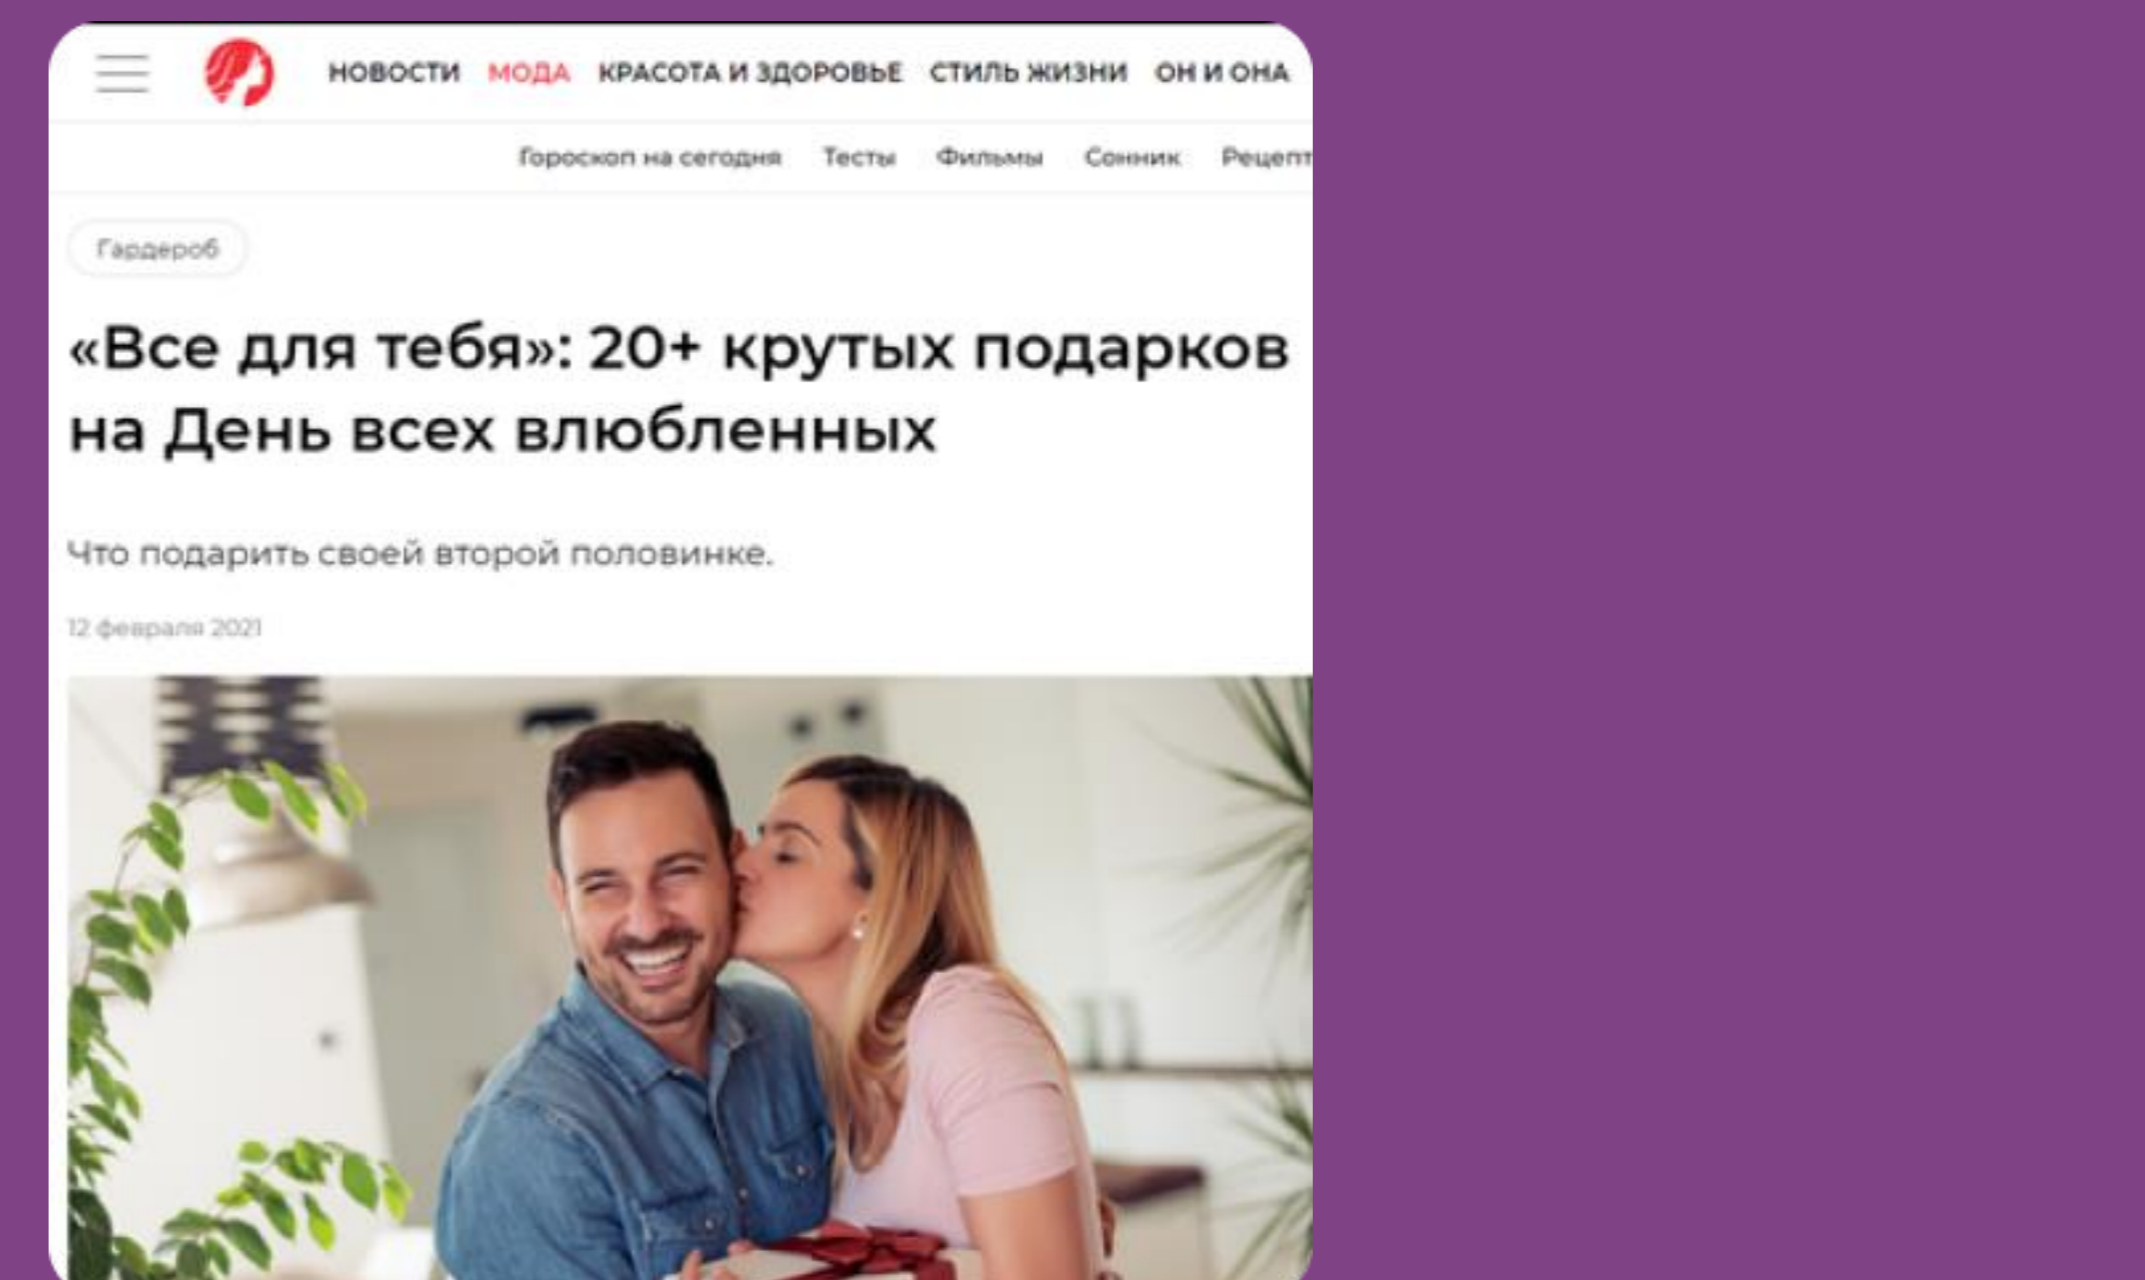 НОВОСТИ МОДА КРАСОТА И ЗДОРОВЬЕ СТИЛЬ ЖИЗНИ ОН И ОНА
Гороскоп на сегодня Тесты Фильмы Сонник Рецепт
Гардероб
«Все для тебя»: 20+ крутых подарков
на День всех влюбленных
Что подарить своей второй половинке.
12 февраля 2021